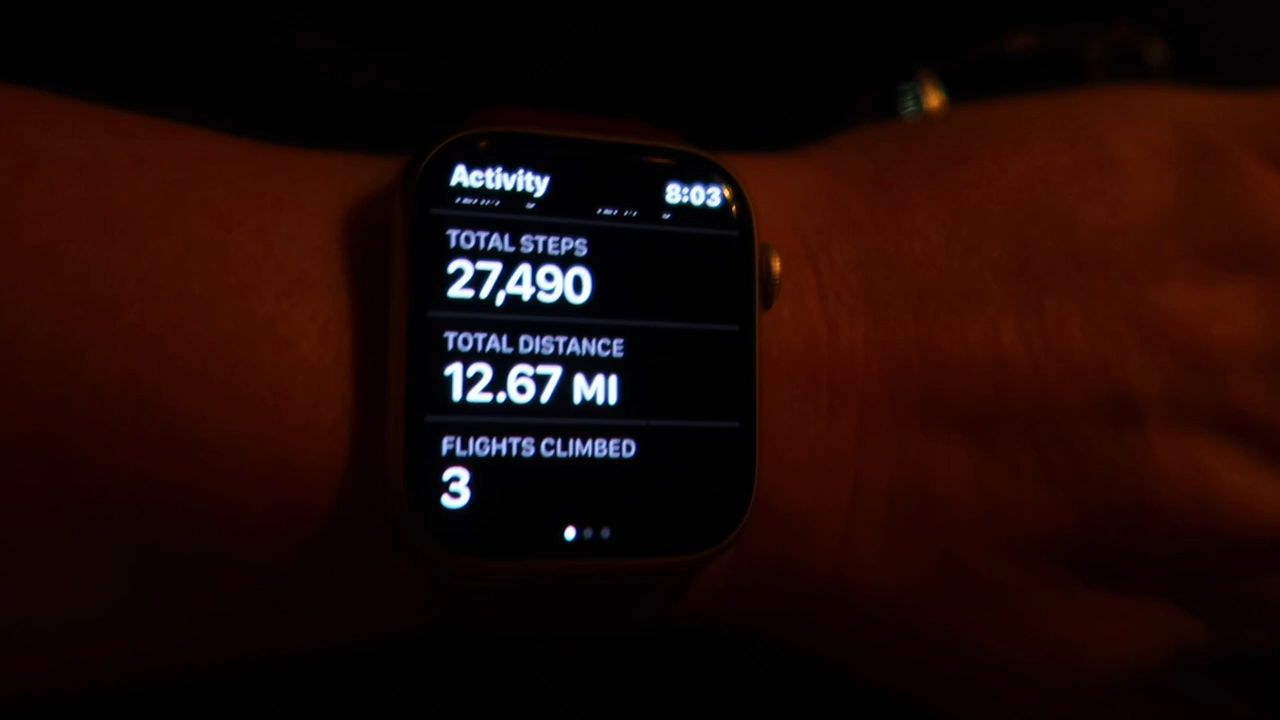 Activity
8:03
TOTAL STEPS
27,490
TOTAL DISTANCE
12.67 MI
FLIGHTS CLIMBED
3